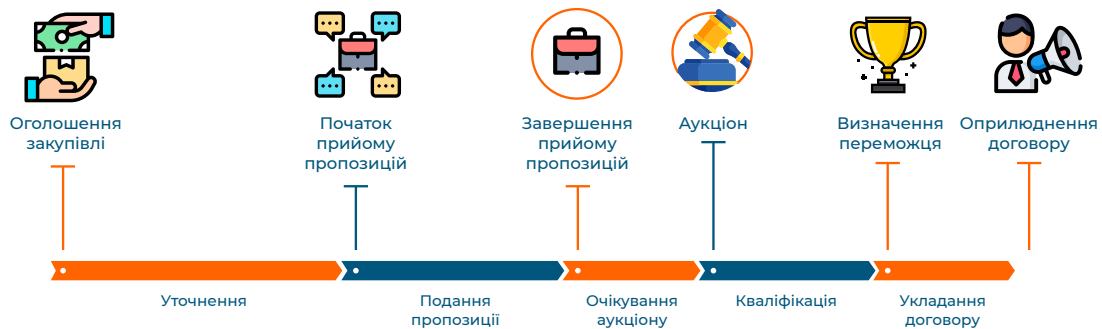 Оголошення
закупівлі
Початок
прийому
пропозицій
Завершення
прийому
пропозицій
Аукціон
Визначення
переможця
Оприлюднення
договору
Уточнення
Подання
пропозиції
Очікування
аукціону
Кваліфікація
Укладання
договору